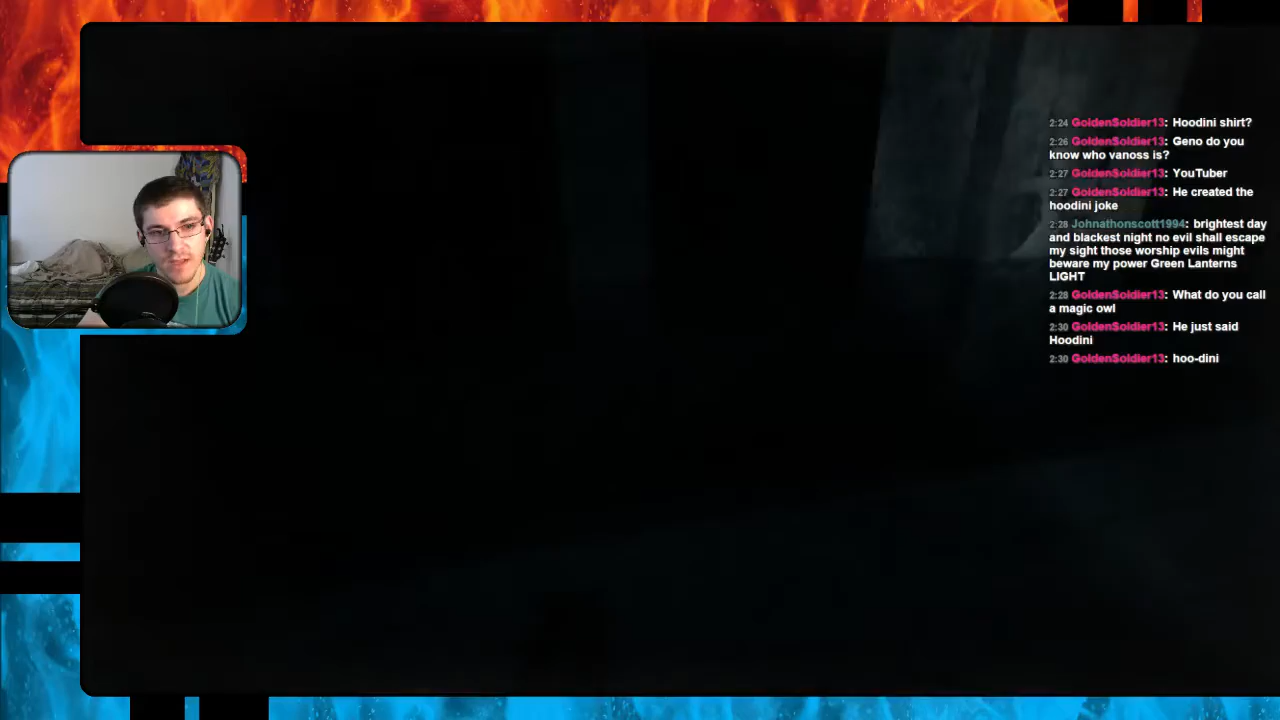 2:24 GoldenSoldier13: Hoodini shirt?
2:26 GoldenSoldier13: Geno do you
know who vanoss is?
2:27 GoldenSoldier13: YouTuber
2:27 GoldenSoldier13: He created the
hoodini joke
2:28 Johnathonscott1994: brightest day
and blackest night no evil shall escape
my sight those worship evils might
beware my power Green Lanterns
LIGHT
2:28 GoldenSoldier13: What do you call
a magic owl
2:30 GoldenSoldier13: He just said
Hoodini
2:30 GoldenSoldier13: hoo-dini